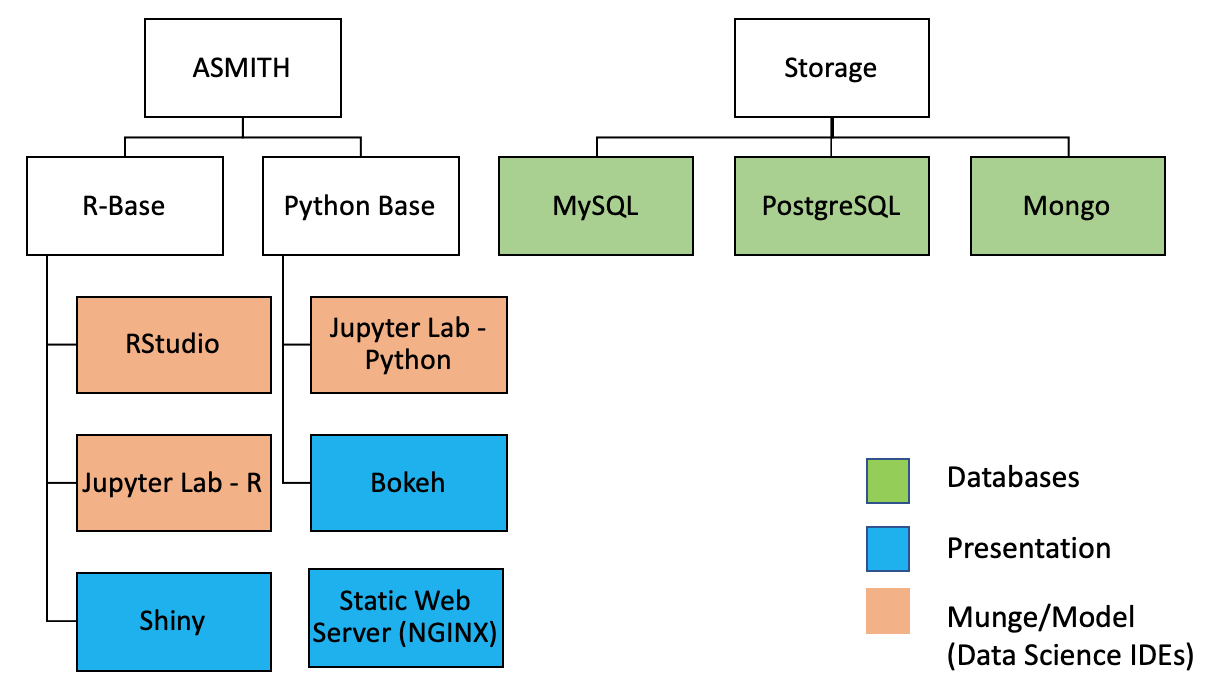 ASMITH
Storage
R-Base
Python Base
MySQL
PostgreSQL
Mongo
RStudio
Jupyter Lab -
Python
Jupyter Lab - R
Bokeh
Shiny
Static Web
Server (NGINX)
Databases
Presentation
Munge/Model
(Data Science IDEs)